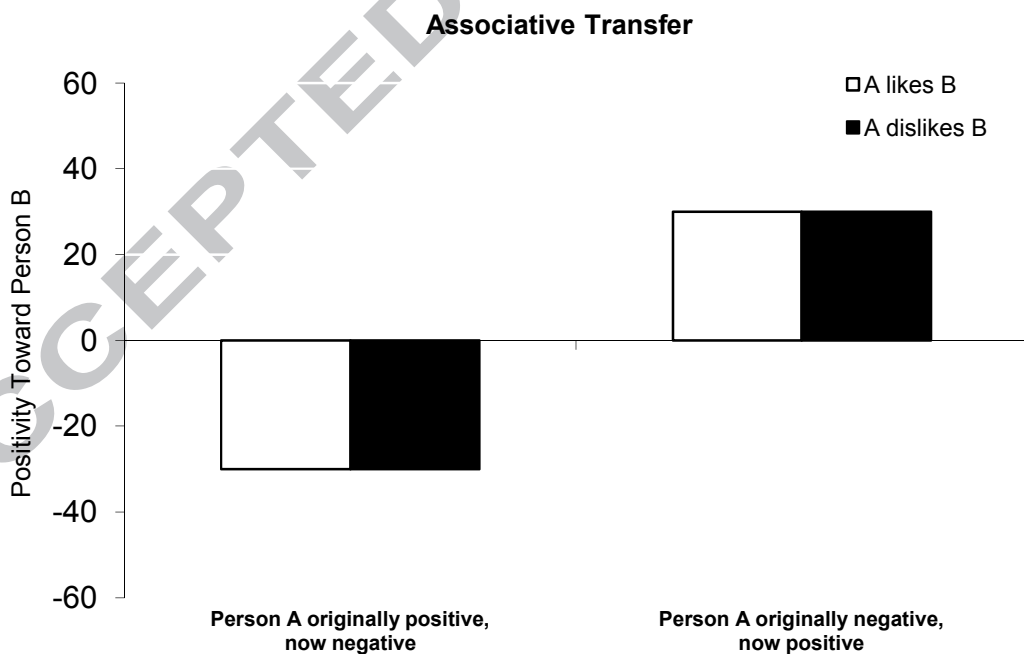 Associative Transfer
A likes B
A dislikes B
60
40
20
0
-20
-40
-60
Positivity Toward Person B
Person A originally positive,
now negative
Person A originally negative,
now positive
CCEPTED